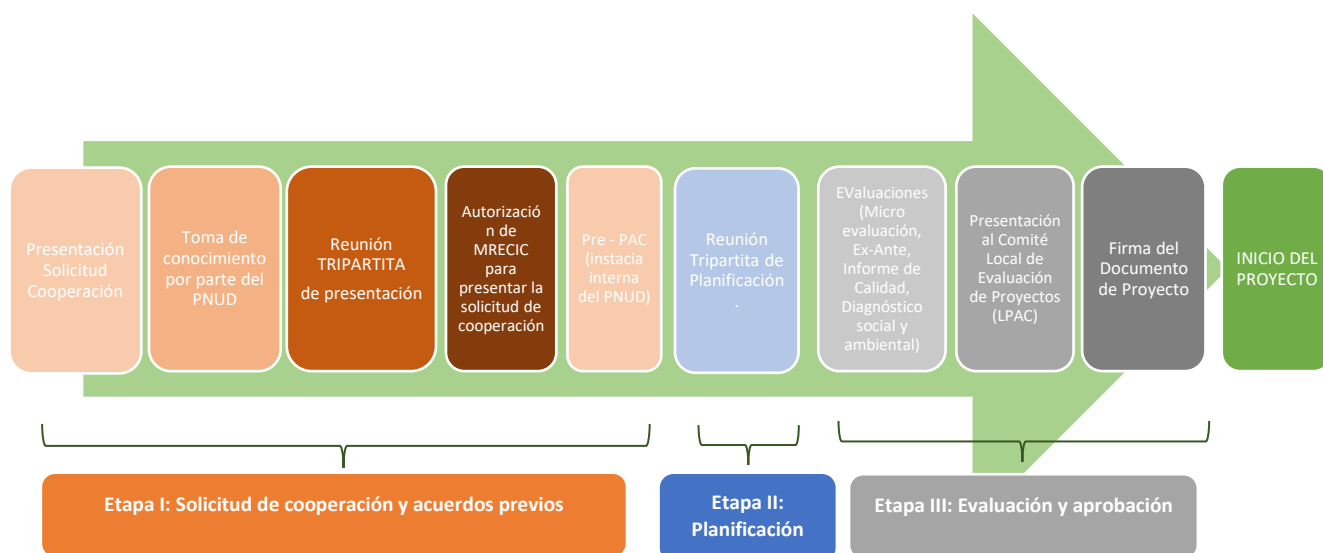 Presentación
Solicitud
Cooperación
Toma de
conocimiento
por parte del
PNUD
Reunión
TRIPARTITA
de presentación
Autorizació
n de
MRECIC
para
presentar la
solicitud de
cooperación
Pre - PAC
(instacia
interna
del PNUD)
Reunión
Tripartita de
Planificación
.
EValuaciones
(Micro
evaluación,
Ex-Ante,
Informe de
Calidad,
Diagnóstico
social y
ambiental)
Presentación
al Comité
Local de
Evaluación
de Proyectos
(LPAC)
Firma del
Documento
de Proyecto
INICIO DEL
PROYECTO
Etapa I: Solicitud de cooperación y acuerdos previos
Etapa II:
Planificación
Etapa III: Evaluación y aprobación